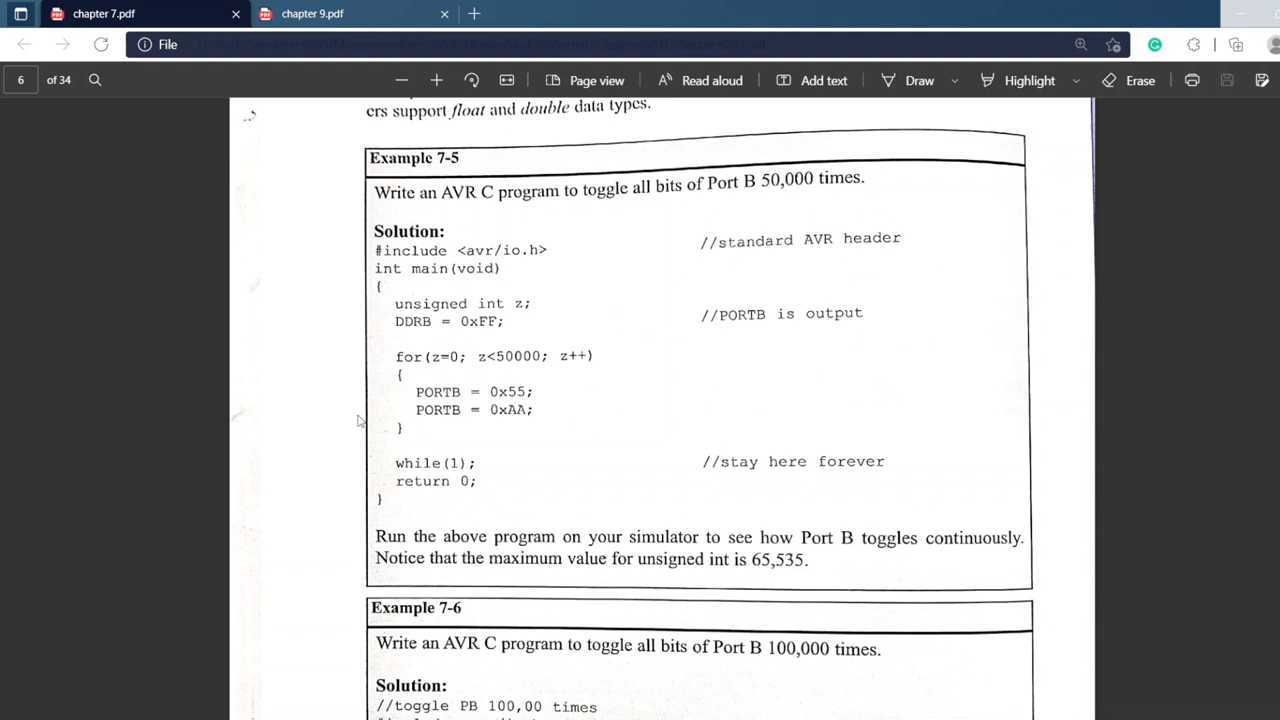 chapter 7.pdf
chapter 9.pdf
File
6 of 34
Page view
Read aloud
Add text
Draw
Highlight
Erase
ers support float and double data types.
Example 7-5
Write an AVR C program to toggle all bits of Port B 50,000 times.
Solution:
#include <avr/io.h> //standard AVR header
int main(void)
{
unsigned int z;
DDRB = 0xFF; //PORTB is output
for(z=0; z<50000; z++)
{
PORTB = 0x55;
PORTB = 0xAA;
}
while(1); //stay here forever
return 0;
}
Run the above program on your simulator to see how Port B toggles continuously.
Notice that the maximum value for unsigned int is 65,535.
Example 7-6
Write an AVR C program to toggle all bits of Port B 100,000 times.
Solution:
//toggle PB 100,00 times